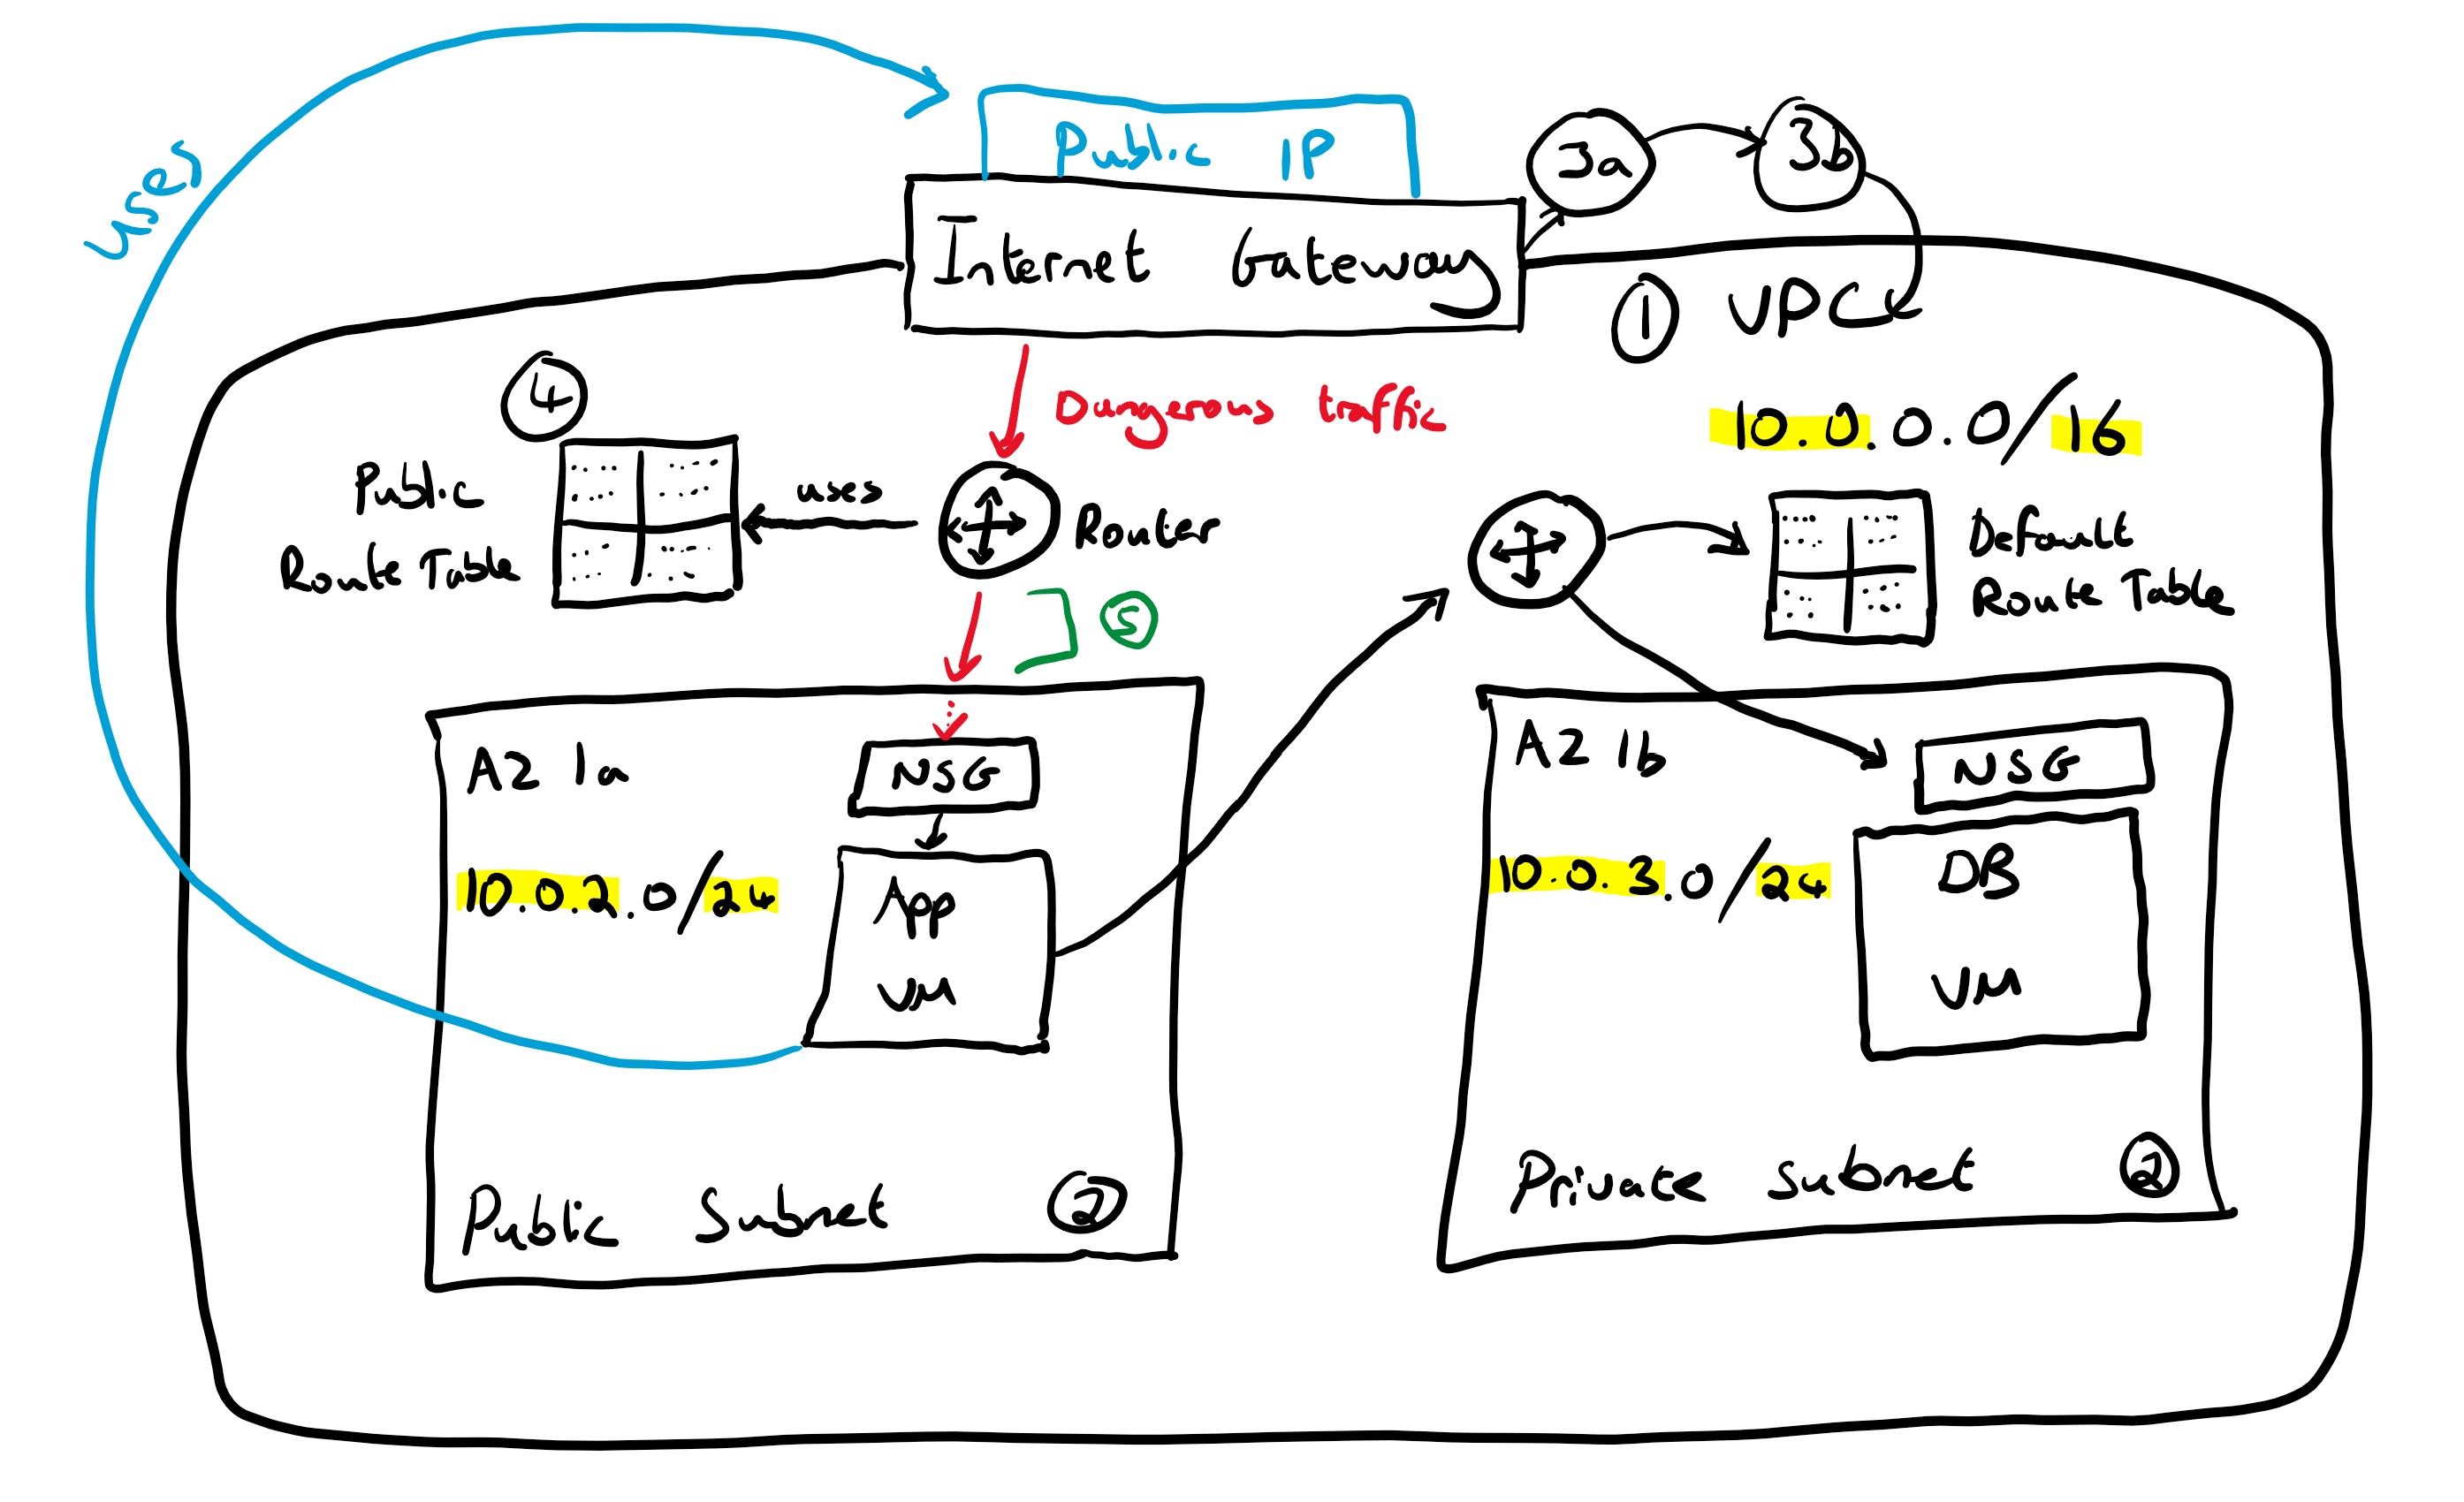 uses
Public IP
3a
3b
Internet Gateway
① VPC
④
Dangerous traffic
10.0.0.0/16
Public
Route Table
uses
Router
Default
Route Table
⑤
AZ 1a
NSG
AZ 1b
NSG
10.0.2.0/24
App
VM
10.0.3.0/24
DB
VM
Public Subnet ②
Private subnet ②